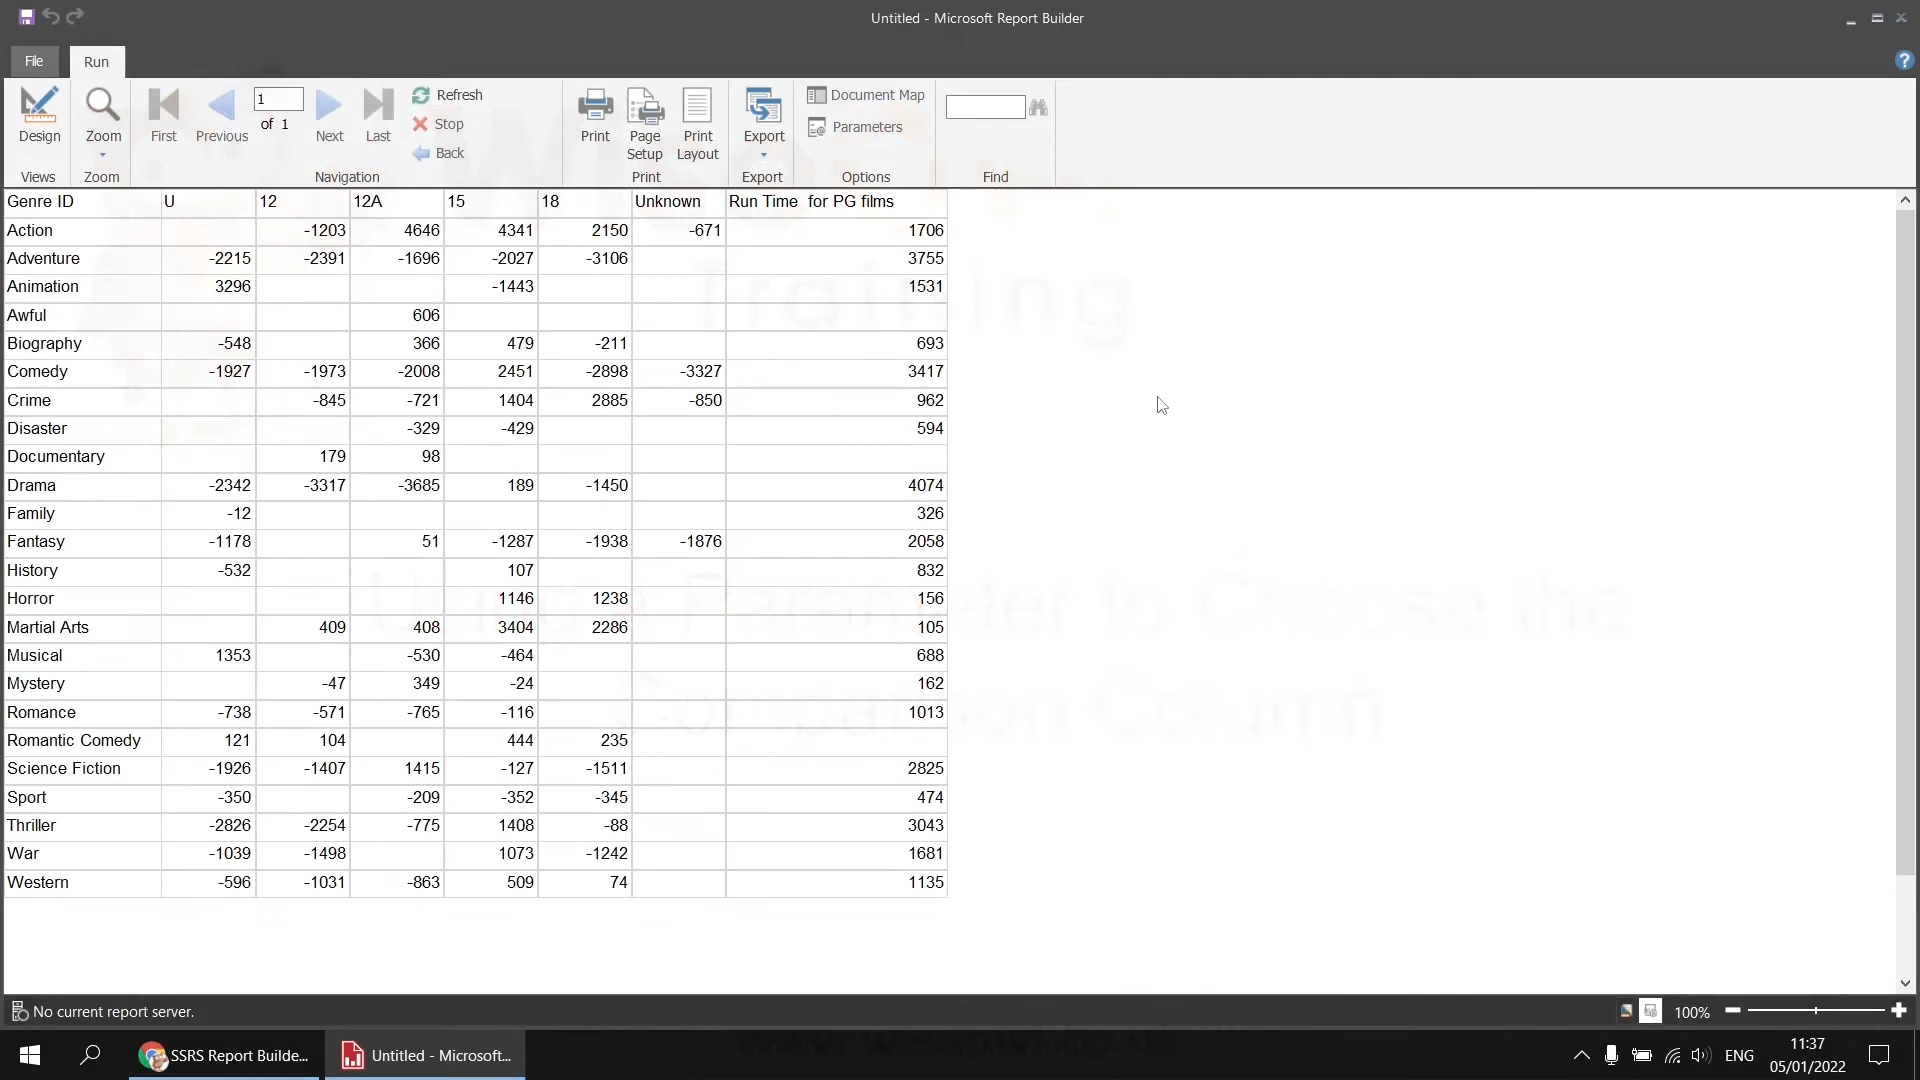 Untitled - Microsoft Report Builder
File Run
Design Zoom First Previous 1 of 1 Next Last Refresh Stop Back Print Page Setup Print Layout Export Document Map Parameters
Views Zoom Navigation Print Export Options Find
Genre ID U 12 12A 15 18 Unknown Run Time for PG films
Action -1203 4646 4341 2150 -671 1706
Adventure -2215 -2391 -1696 -2027 -3106 3755
Animation 3296 -1443 1531
Awful 606
Biography -548 366 479 -211 693
Comedy -1927 -1973 -2008 2451 -2898 -3327 3417
Crime -845 -721 1404 2885 -850 962
Disaster -329 -429 594
Documentary 179 98
Drama -2342 -3317 -3685 189 -1450 4074
Family -12 326
Fantasy -1178 51 -1287 -1938 -1876 2058
History -532 107 832
Horror 1146 1238 156
Martial Arts 409 408 3404 2286 105
Musical 1353 -530 -464 688
Mystery -47 349 -24 162
Romance -738 -571 -765 -116 1013
Romantic Comedy 121 104 444 235
Science Fiction -1926 -1407 1415 -127 -1511 2825
Sport -350 -209 -352 -345 474
Thriller -2826 -2254 -775 1408 -88 3043
War -1039 -1498 1073 -1242 1681
Western -596 -1031 -863 509 74 1135
Training
Using a Parameter to Choose the
Comparison Column
No current report server. 100%
SSRS Report Builde... Untitled - Microsoft... ENG 11:37
05/01/2022